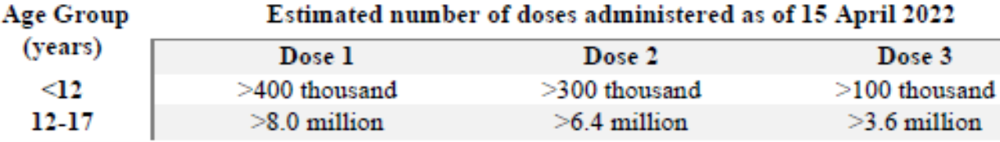 Age Group Estimated number of doses administered as of 15 April 2022
(years) Dose 1 Dose 2 Dose 3
<12 >400 thousand >300 thousand >100 thousand
12-17 >8.0 million >6.4 million >3.6 million